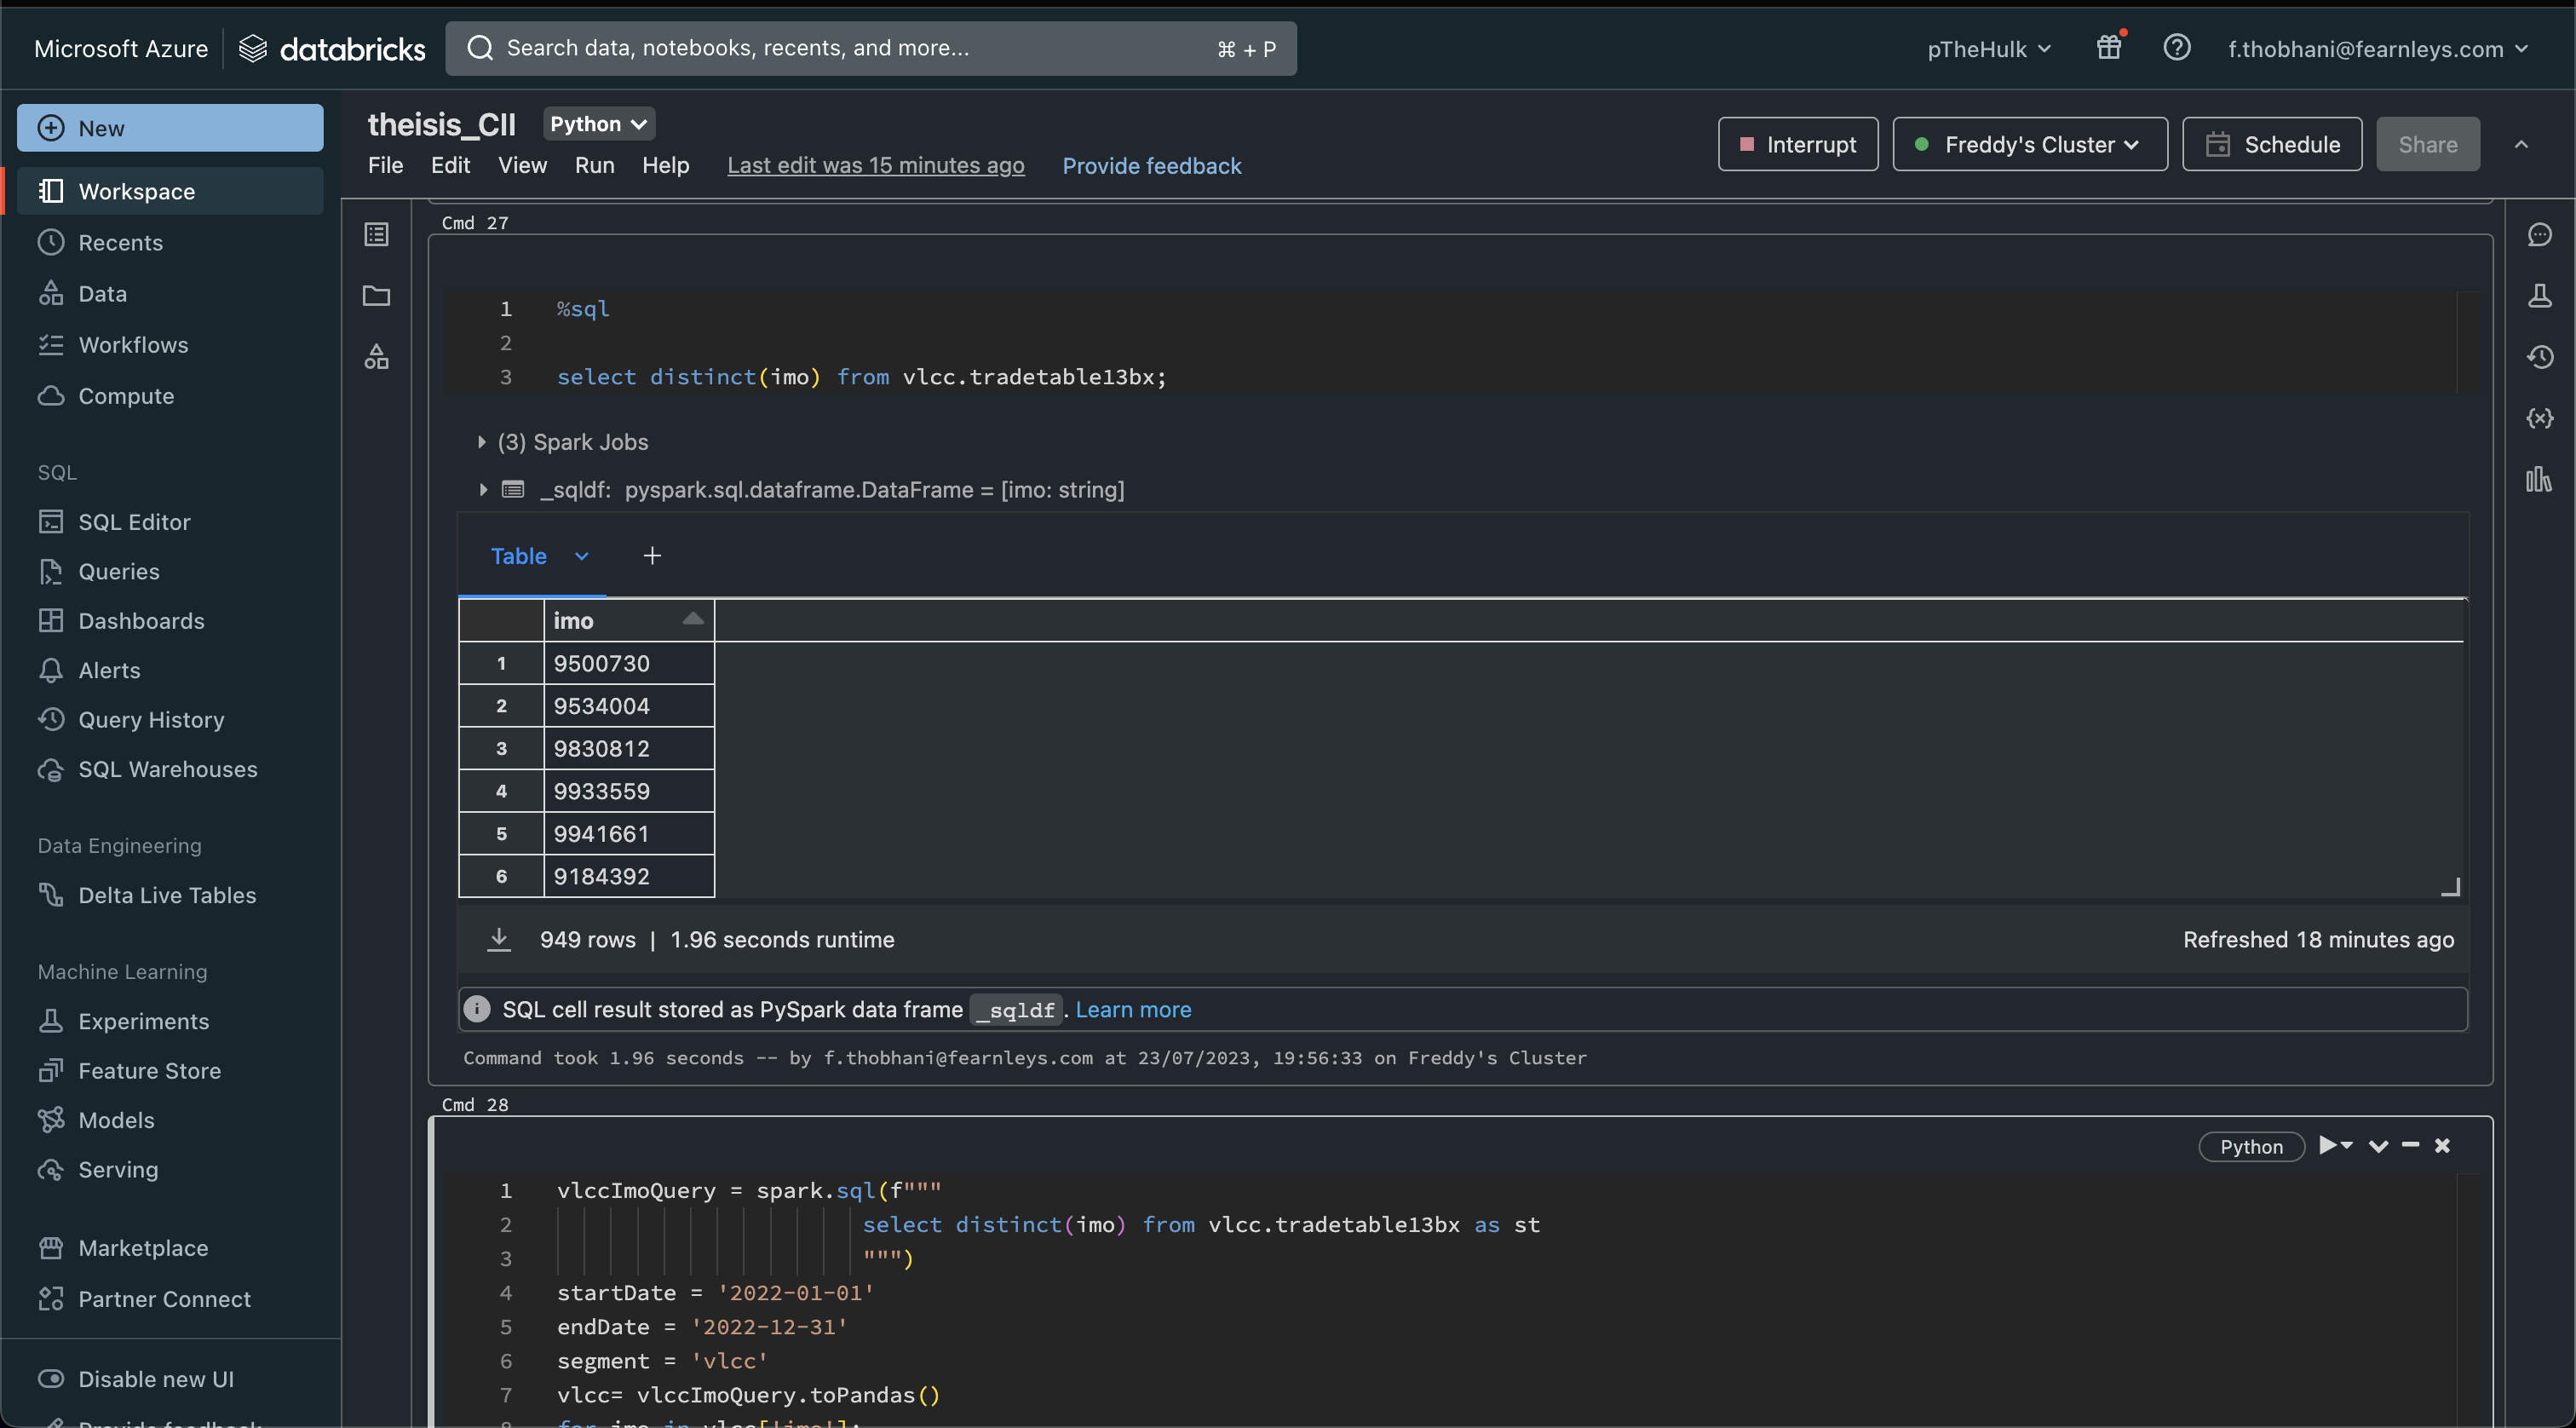 Microsoft Azure databricks Search data, notebooks, recents, and more... ⌘ + P pTheHulk f.thobhani@fearnleys.com
New
Workspace
Recents
Data
Workflows
Compute
SQL
SQL Editor
Queries
Dashboards
Alerts
Query History
SQL Warehouses
Data Engineering
Delta Live Tables
Machine Learning
Experiments
Feature Store
Models
Serving
Marketplace
Partner Connect
Disable new UI
Provide feedback
theisis_CII Python
File Edit View Run Help Last edit was 15 minutes ago Provide feedback
Interrupt Freddy's Cluster Schedule Share
Cmd 27
1 %sql
2
3 select distinct(imo) from vlcc.tradetable13bx;
(3) Spark Jobs
_sqldf: pyspark.sql.dataframe.DataFrame = [imo: string]
Table +
imo
1 9500730
2 9534004
3 9830812
4 9933559
5 9941661
6 9184392
949 rows | 1.96 seconds runtime Refreshed 18 minutes ago
SQL cell result stored as PySpark data frame _sqldf. Learn more
Command took 1.96 seconds -- by f.thobhani@fearnleys.com at 23/07/2023, 19:56:33 on Freddy's Cluster
Cmd 28
Python
1 vlccImoQuery = spark.sql(f"""
2 select distinct(imo) from vlcc.tradetable13bx as st
3 """)
4 startDate = '2022-01-01'
5 endDate = '2022-12-31'
6 segment = 'vlcc'
7 vlcc= vlccImoQuery.toPandas()
8 for imo in vlcc['imo']: